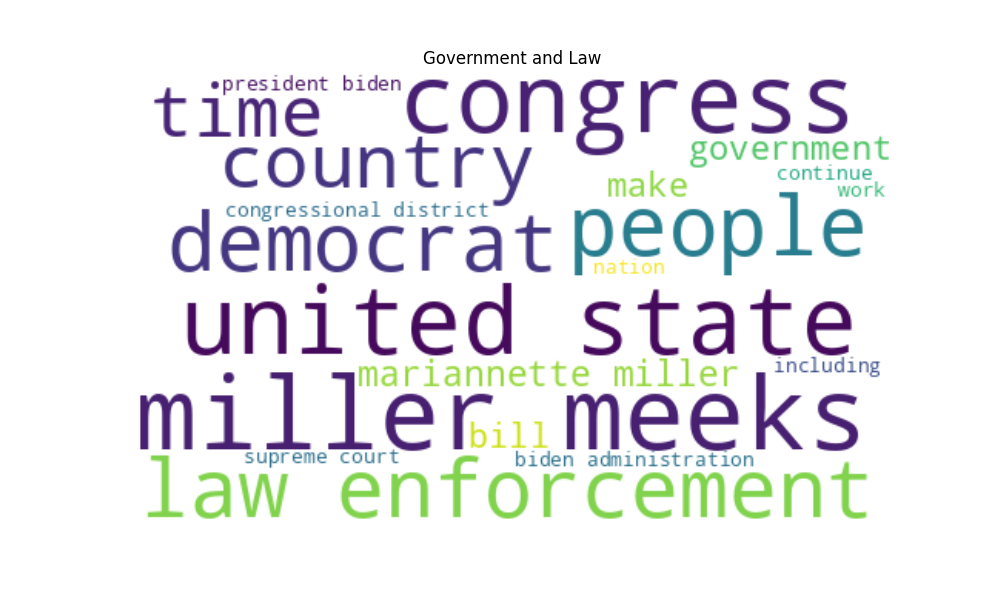 Government and Law
president biden
time
congress
country
government
make
continue
work
congressional district
democrat
people
nation
united state
mariannette miller
including
miller meeks
bill
supreme court
biden administration
law enforcement